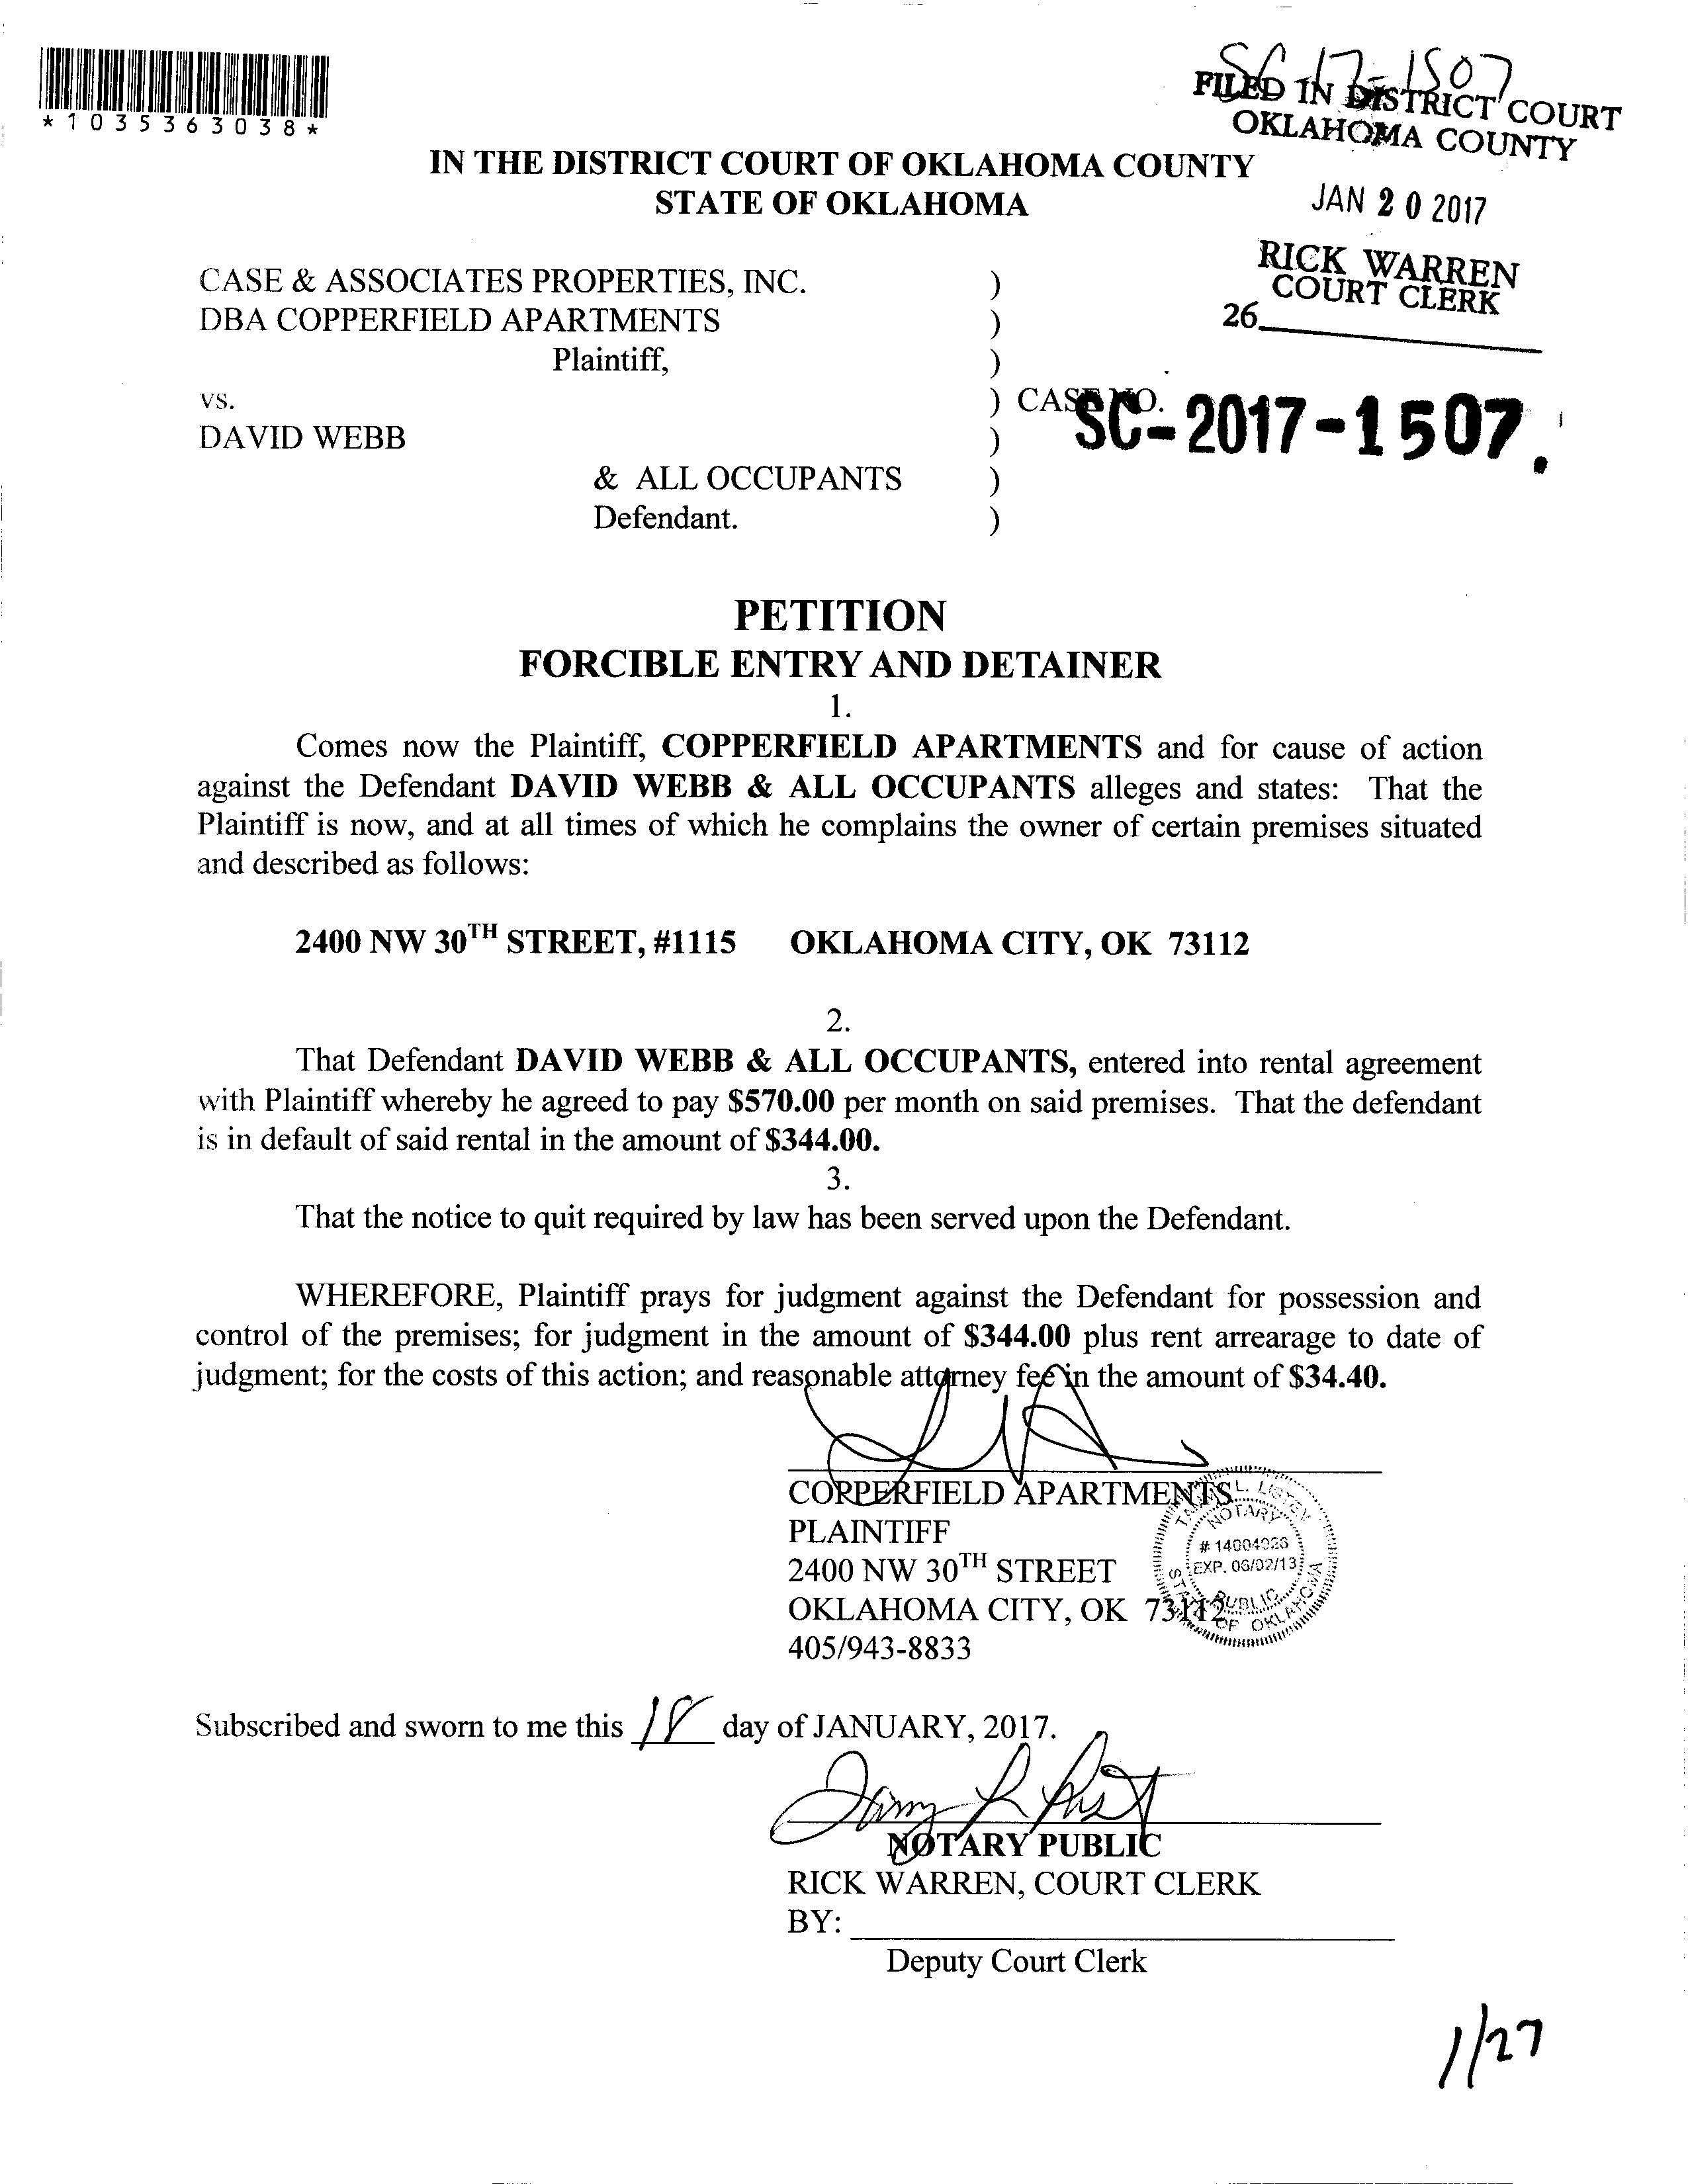 *1035363038*
SC-17-1507
FILED IN DISTRICT COURT
OKLAHOMA COUNTY
JAN 20 2017
RICK WARREN
COURT CLERK
26
IN THE DISTRICT COURT OF OKLAHOMA COUNTY
STATE OF OKLAHOMA
CASE & ASSOCIATES PROPERTIES, INC. )
DBA COPPERFIELD APARTMENTS )
Plaintiff, )
vs. ) CASE NO. SC-2017-1507.
DAVID WEBB )
& ALL OCCUPANTS )
Defendant. )
PETITION
FORCIBLE ENTRY AND DETAINER
1.
Comes now the Plaintiff, COPPERFIELD APARTMENTS and for cause of action
against the Defendant DAVID WEBB & ALL OCCUPANTS alleges and states: That the
Plaintiff is now, and at all times of which he complains the owner of certain premises situated
and described as follows:
2400 NW 30TH STREET, #1115 OKLAHOMA CITY, OK 73112
2.
That Defendant DAVID WEBB & ALL OCCUPANTS, entered into rental agreement
with Plaintiff whereby he agreed to pay $570.00 per month on said premises. That the defendant
is in default of said rental in the amount of $344.00.
3.
That the notice to quit required by law has been served upon the Defendant.
WHEREFORE, Plaintiff prays for judgment against the Defendant for possession and
control of the premises; for judgment in the amount of $344.00 plus rent arrearage to date of
judgment; for the costs of this action; and reasonable attorney fee in the amount of $34.40.
COPPERFIELD APARTMENTS
PLAINTIFF
2400 NW 30TH STREET
OKLAHOMA CITY, OK 73112
405/943-8833
L.
NOTARY
PUBLIC
STATE OF OKLAHOMA
Subscribed and sworn to me this 18 day of JANUARY, 2017.
NOTARY PUBLIC
RICK WARREN, COURT CLERK
BY:
Deputy Court Clerk
1/27